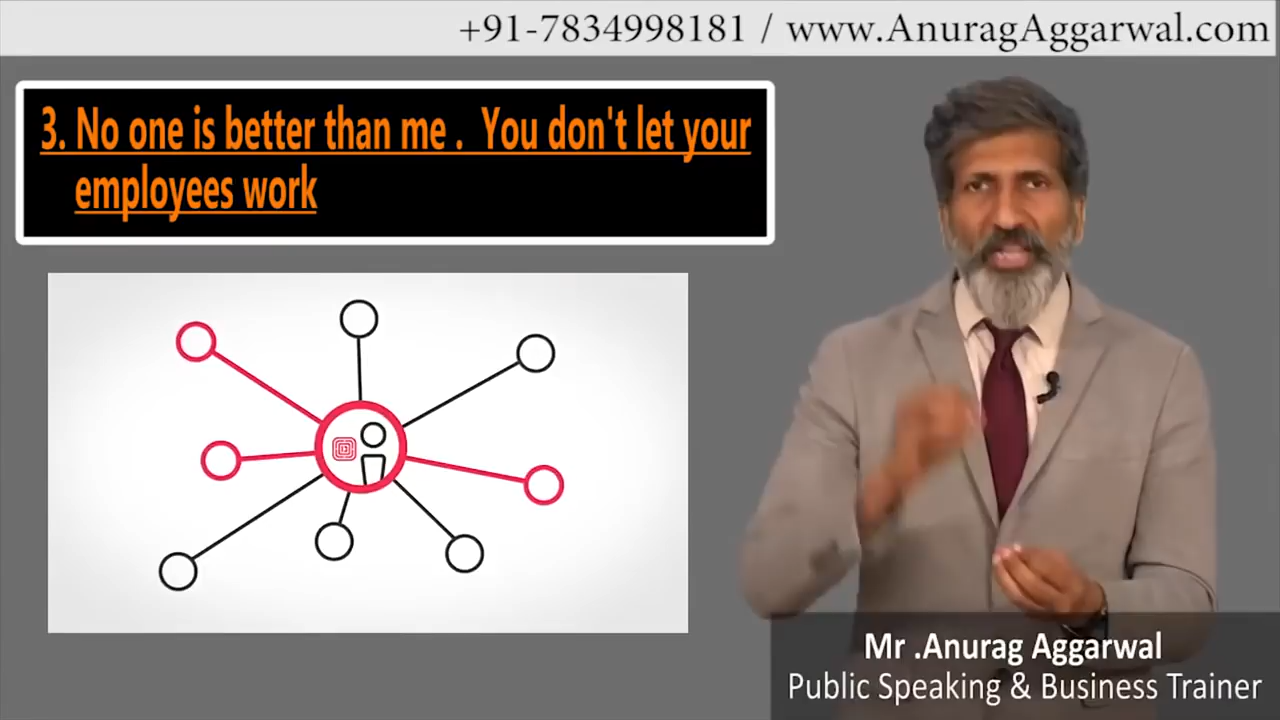 +91-7834998181 / www.AnuragAggarwal.com
3. No one is better than me .  You don't let your
employees work
Mr .Anurag Aggarwal
Public Speaking & Business Trainer